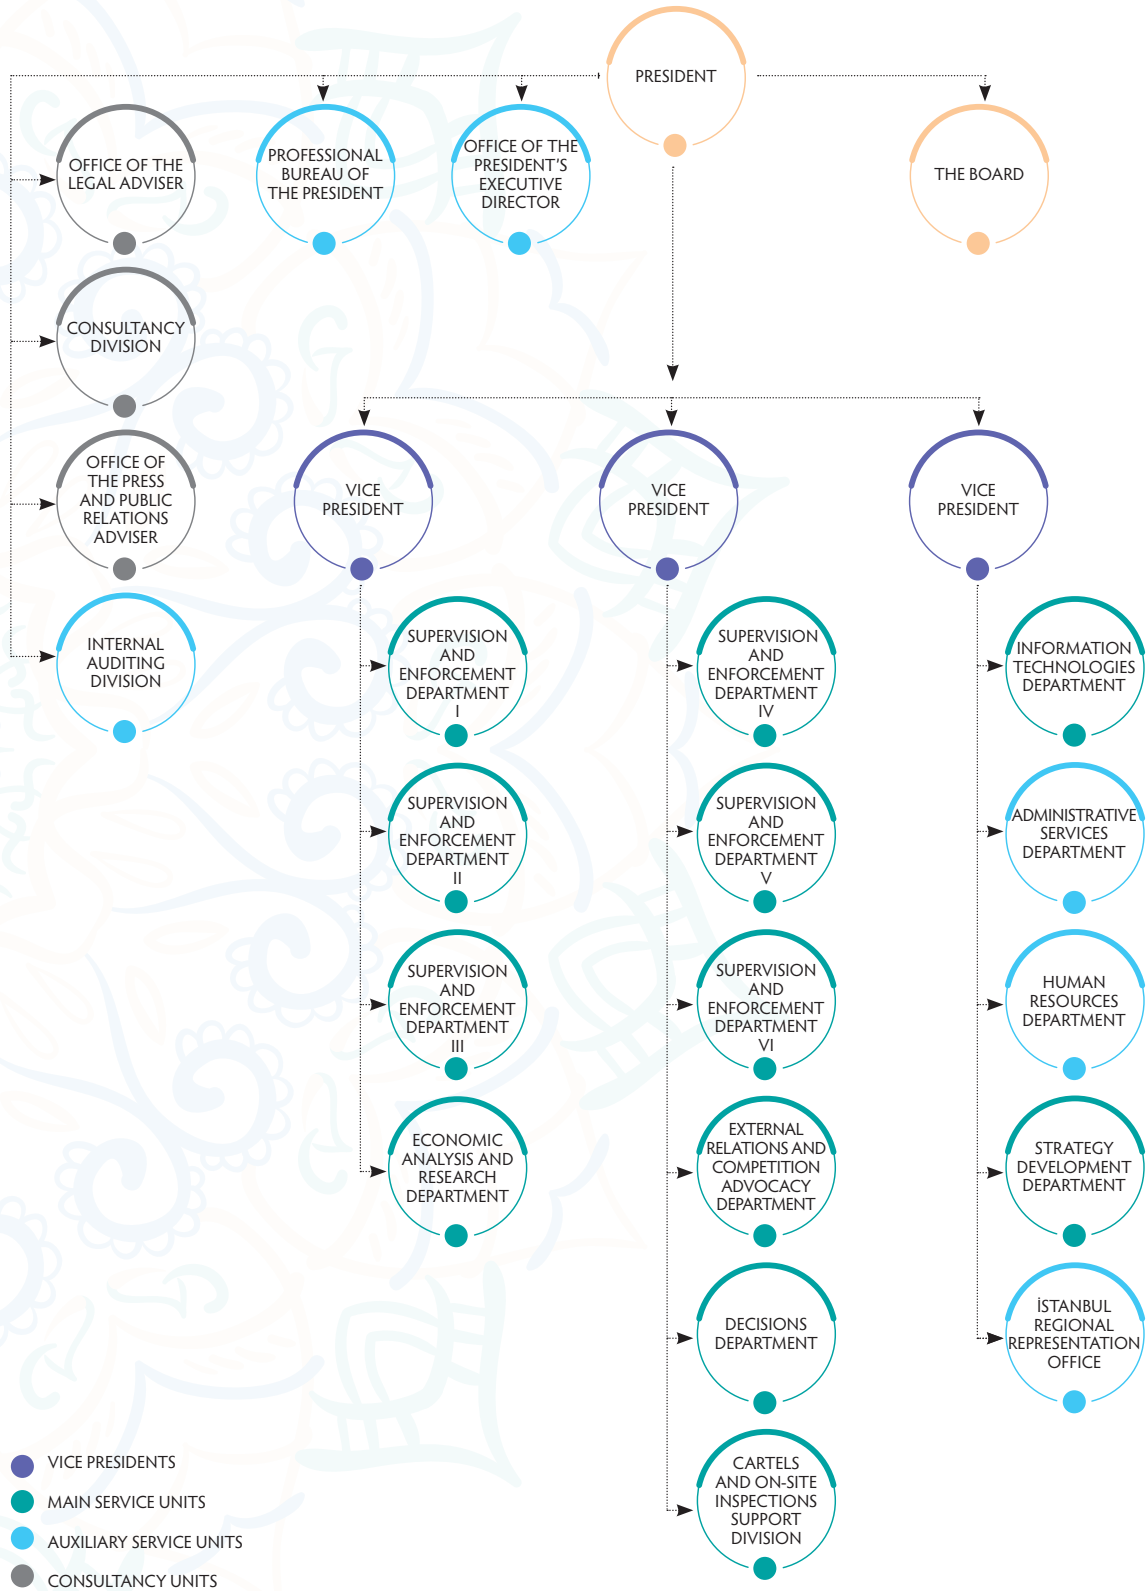 PRESIDENT
OFFICE OF THE
LEGAL ADVISER
PROFESSIONAL
BUREAU OF
THE PRESIDENT
OFFICE OF THE
PRESIDENT'S
EXECUTIVE
DIRECTOR
THE BOARD
CONSULTANCY
DIVISION
OFFICE OF
THE PRESS
AND PUBLIC
RELATIONS
ADVISER
INTERNAL
AUDITING
DIVISION
VICE
PRESIDENT
VICE
PRESIDENT
VICE
PRESIDENT
SUPERVISION
AND
ENFORCEMENT
DEPARTMENT
I
SUPERVISION
AND
ENFORCEMENT
DEPARTMENT
II
SUPERVISION
AND
ENFORCEMENT
DEPARTMENT
III
ECONOMIC
ANALYSIS AND
RESEARCH
DEPARTMENT
SUPERVISION
AND
ENFORCEMENT
DEPARTMENT
IV
SUPERVISION
AND
ENFORCEMENT
DEPARTMENT
V
SUPERVISION
AND
ENFORCEMENT
DEPARTMENT
VI
EXTERNAL
RELATIONS AND
COMPETITION
ADVOCACY
DEPARTMENT
DECISIONS
DEPARTMENT
CARTELS
AND ON-SITE
INSPECTIONS
SUPPORT
DIVISION
INFORMATION
TECHNOLOGIES
DEPARTMENT
ADMINISTRATIVE
SERVICES
DEPARTMENT
HUMAN
RESOURCES
DEPARTMENT
STRATEGY
DEVELOPMENT
DEPARTMENT
İSTANBUL
REGIONAL
REPRESENTATION
OFFICE
VICE PRESIDENTS
MAIN SERVICE UNITS
AUXILIARY SERVICE UNITS
CONSULTANCY UNITS